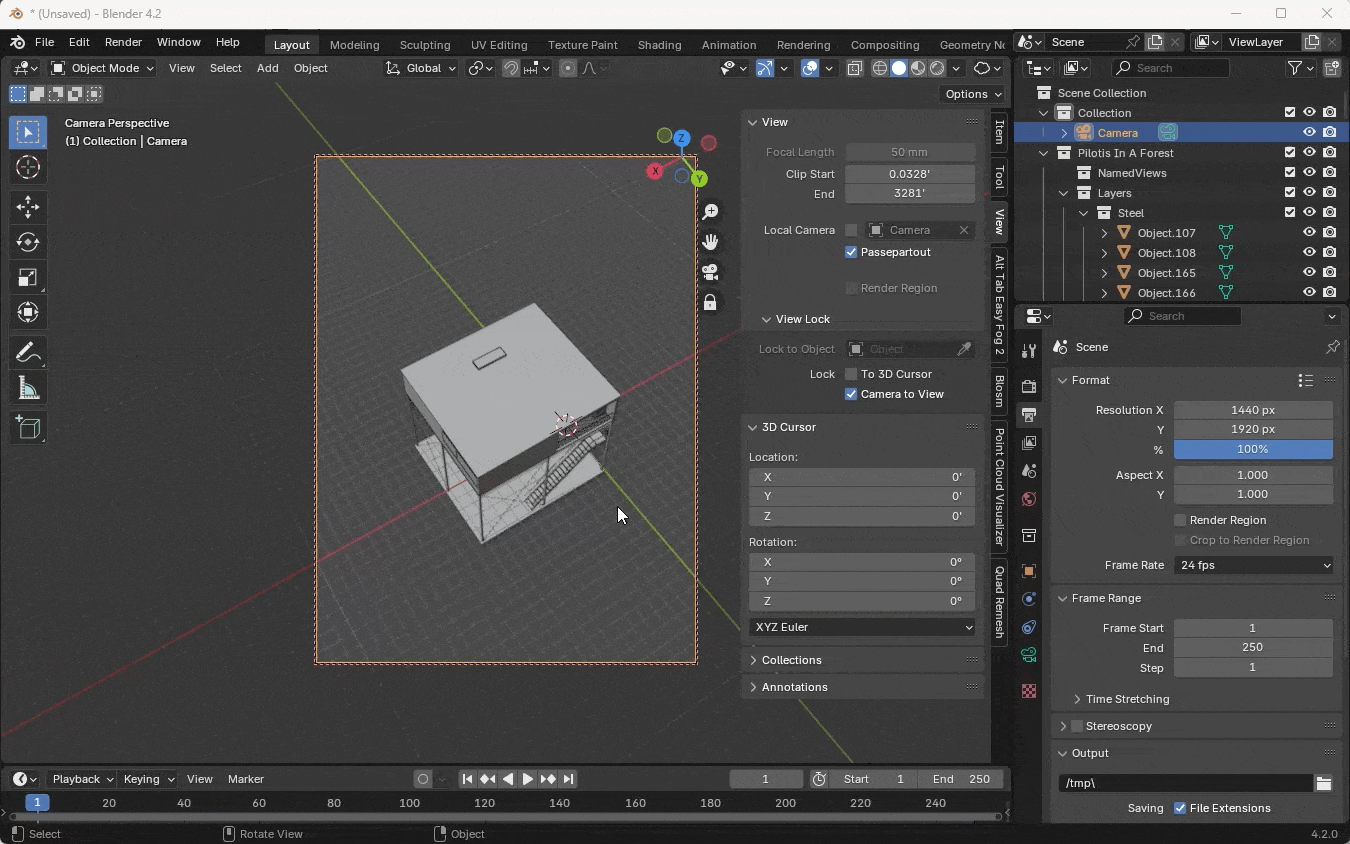 * (Unsaved) - Blender 4.2
File Edit Render Window Help Layout Modeling Sculpting UV Editing Texture Paint Shading Animation Rendering Compositing Geometry No Scene ViewLayer
Object Mode View Select Add Object Global Search
Options
Camera Perspective
(1) Collection | Camera
Z
X
Y
View
Focal Length 50 mm
Clip Start 0.0328'
End 3281'
Local Camera Camera
Passepartout
Render Region
View Lock
Lock to Object Object
Lock To 3D Cursor
Camera to View
3D Cursor
Location:
X 0'
Y 0'
Z 0'
Rotation:
X 0°
Y 0°
Z 0°
XYZ Euler
Collections
Annotations
Item
Tool
View
Alt Tab Easy Fog 2
Blosm
Point Cloud Visualizer
Quad Remesh
Scene Collection
Collection
Camera
Pilotis In A Forest
NamedViews
Layers
Steel
Object.107
Object.108
Object.165
Object.166
Search
Scene
Format
Resolution X 1440 px
Y 1920 px
% 100%
Aspect X 1.000
Y 1.000
Render Region
Crop to Render Region
Frame Rate 24 fps
Frame Range
Frame Start 1
End 250
Step 1
Time Stretching
Stereoscopy
Output
/tmp\
Saving File Extensions
Playback Keying View Marker 1 Start 1 End 250
1 20 40 60 80 100 120 140 160 180 200 220 240
Select Rotate View Object 4.2.0